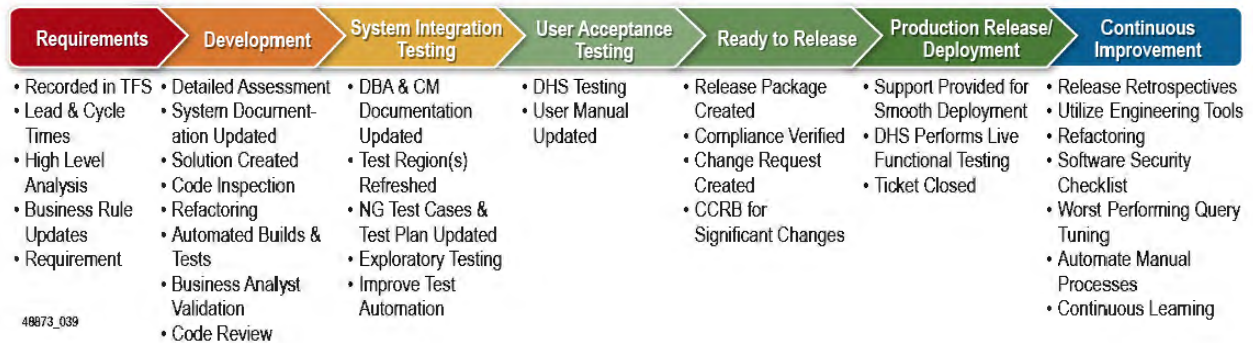 Requirements
• Recorded in TFS
• Lead & Cycle
Times
• High Level
Analysis
• Business Rule
Updates
• Requirement
Development
• Detailed Assessment
• System Document-
ation Updated
• Solution Created
• Code Inspection
• Refactoring
• Automated Builds &
Tests
• Business Analyst
Validation
• Code Review
System Integration
Testing
• DBA & CM
Documentation
Updated
• Test Region(s)
Refreshed
• NG Test Cases &
Test Plan Updated
• Exploratory Testing
• Improve Test
Automation
User Acceptance
Testing
• DHS Testing
• User Manual
Updated
Ready to Release
• Release Package
Created
• Compliance Verified
• Change Request
Created
• CCRB for
Significant Changes
Production Release/
Deployment
• Support Provided for
Smooth Deployment
• DHS Performs Live
Functional Testing
• Ticket Closed
Continuous
Improvement
• Release Retrospectives
• Utilize Engineering Tools
• Refactoring
• Software Security
Checklist
• Worst Performing Query
Tuning
• Automate Manual
Processes
• Continuous Learning
48873_039